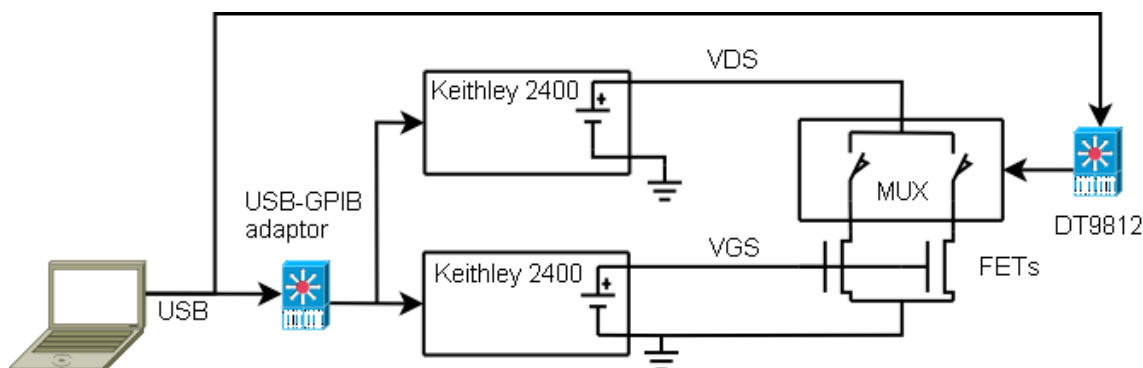 VDS
Keithley 2400
USB-GPIB
adaptor
MUX
DT9812
VGS
Keithley 2400
FETs
USB